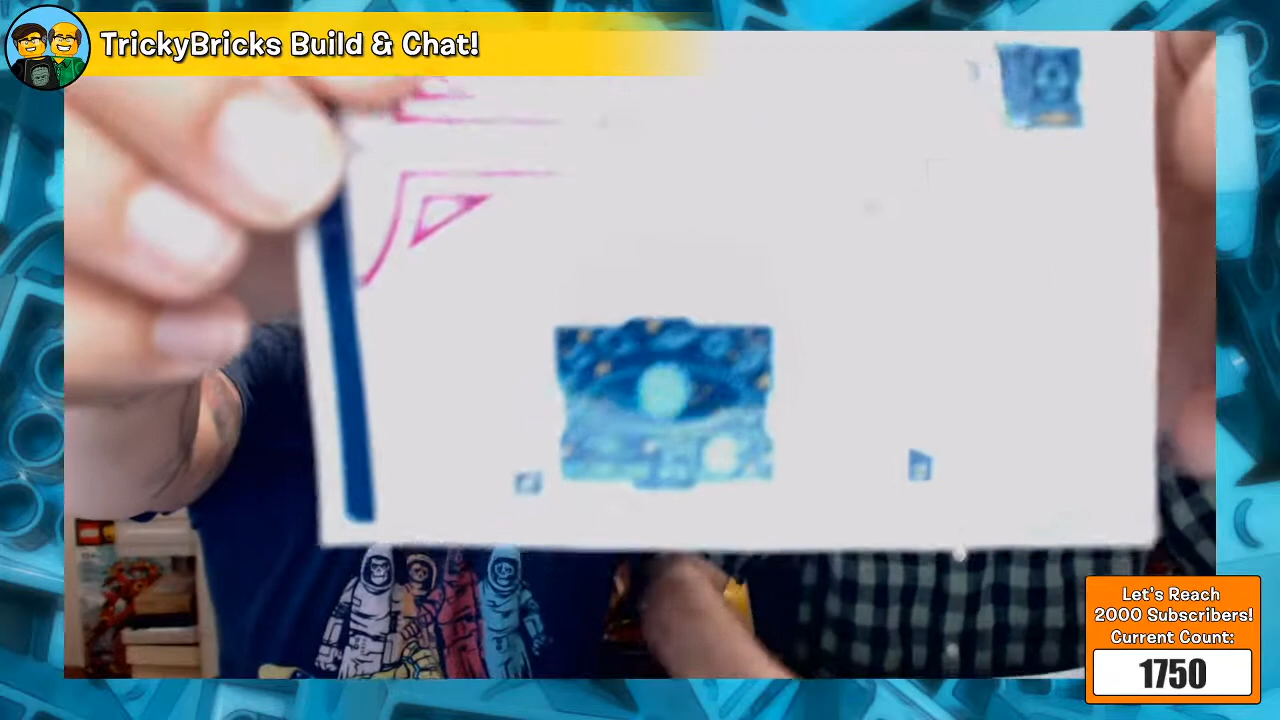 TrickyBricks Build & Chat!
Let's Reach
2000 Subscribers!
Current Count:
1750